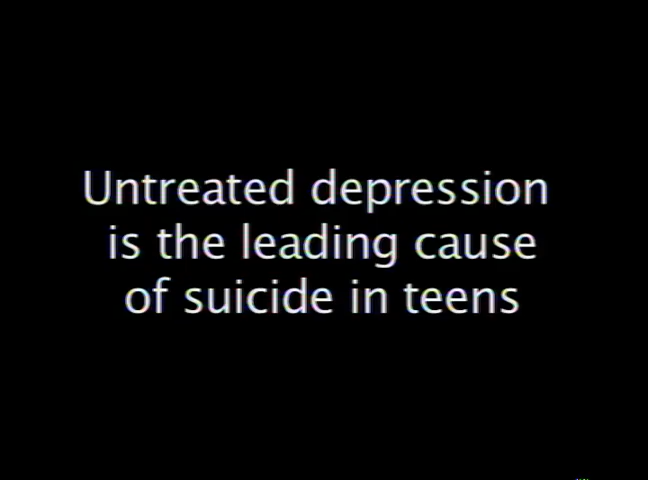 Untreated depression
is the leading cause
of suicide in teens